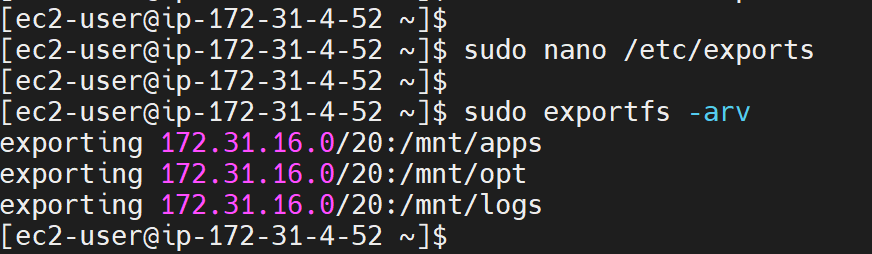 [ec2-user@ip-172-31-4-52 ~]$
[ec2-user@ip-172-31-4-52 ~]$ sudo nano /etc/exports
[ec2-user@ip-172-31-4-52 ~]$
[ec2-user@ip-172-31-4-52 ~]$ sudo exportfs -arv
exporting 172.31.16.0/20:/mnt/apps
exporting 172.31.16.0/20:/mnt/opt
exporting 172.31.16.0/20:/mnt/logs
[ec2-user@ip-172-31-4-52 ~]$